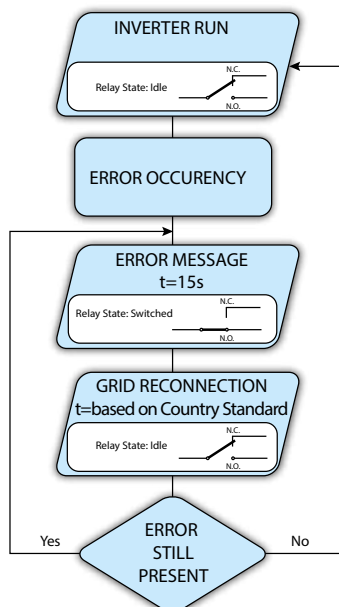 INVERTER RUN
N.C.
Relay State: Idle
N.O.
ERROR OCCURENCY
ERROR MESSAGE
t=15s
N.C.
Relay State: Switched
N.O.
GRID RECONNECTION
t=based on Country Standard
N.C.
Relay State: Idle
N.O.
Yes
ERROR
STILL
PRESENT
No